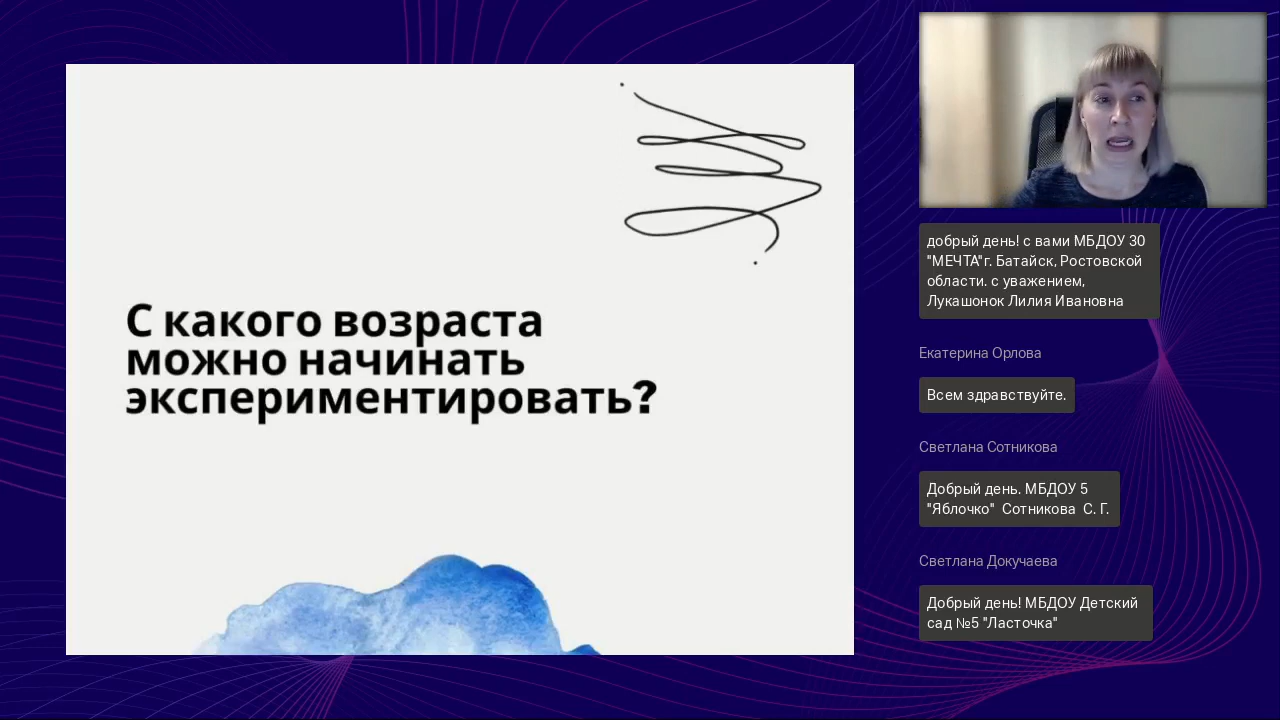 С какого возраста
можно начинать
экспериментировать?
добрый день! с вами МБДОУ 30
"МЕЧТА"г. Батайск, Ростовской
области. с уважением,
Лукашонок Лилия Ивановна
Екатерина Орлова
Всем здравствуйте.
Светлана Сотникова
Добрый день. МБДОУ 5
"Яблочко"  Сотникова  С. Г.
Светлана Докучаева
Добрый день! МБДОУ Детский
сад №5 "Ласточка"